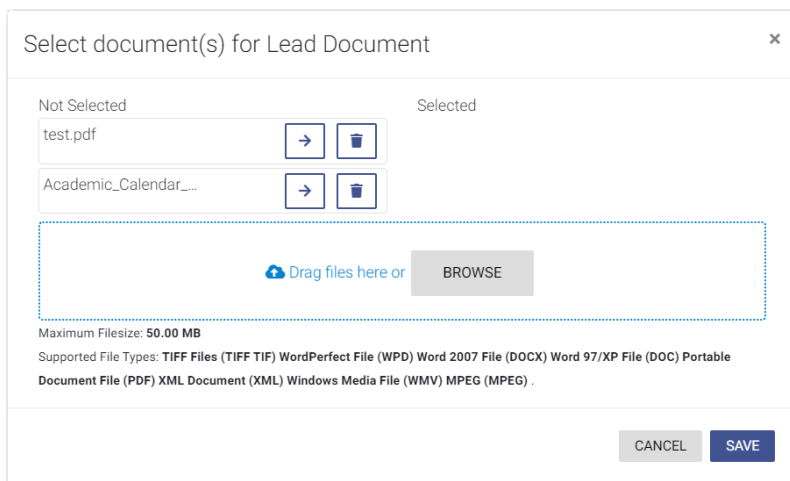 Select document(s) for Lead Document
×
Not Selected
Selected
test.pdf
Academic_Calendar_...
Drag files here or
BROWSE
Maximum Filesize: 50.00 MB
Supported File Types: TIFF Files (TIFF TIF) WordPerfect File (WPD) Word 2007 File (DOCX) Word 97/XP File (DOC) Portable
Document File (PDF) XML Document (XML) Windows Media File (WMV) MPEG (MPEG) .
CANCEL
SAVE